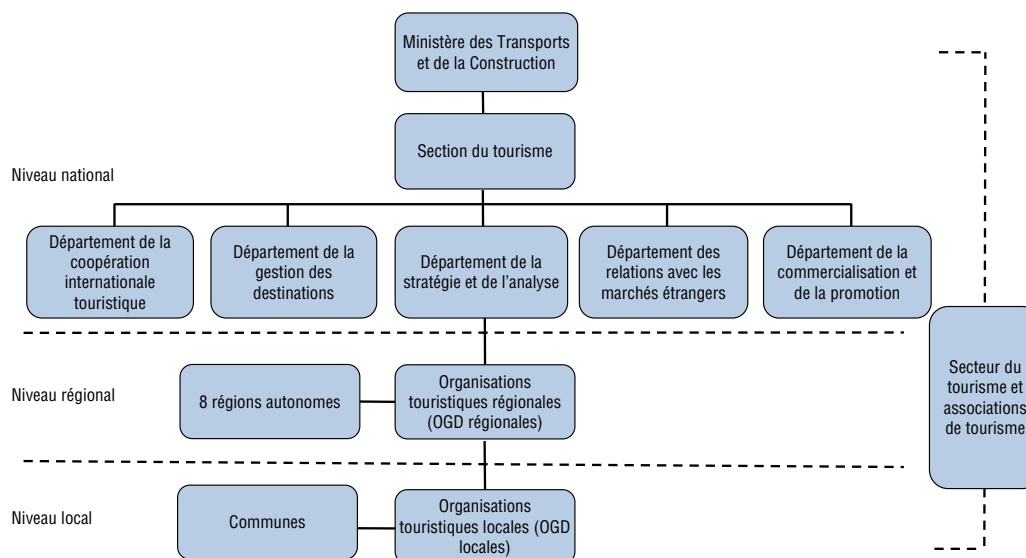 Ministère des Transports
et de la Construction
Section du tourisme
Niveau national
Département de la
coopération
internationale
touristique
Département de la
gestion des
destinations
Département de la
stratégie et de l'analyse
Département des
relations avec les
marchés étrangers
Département de la
commercialisation et
de la promotion
Niveau régional
8 régions autonomes
Organisations
touristiques régionales
(OGD régionales)
Secteur du
tourisme et
associations
de tourisme
Niveau local
Communes
Organisations
touristiques locales (OGD
locales)